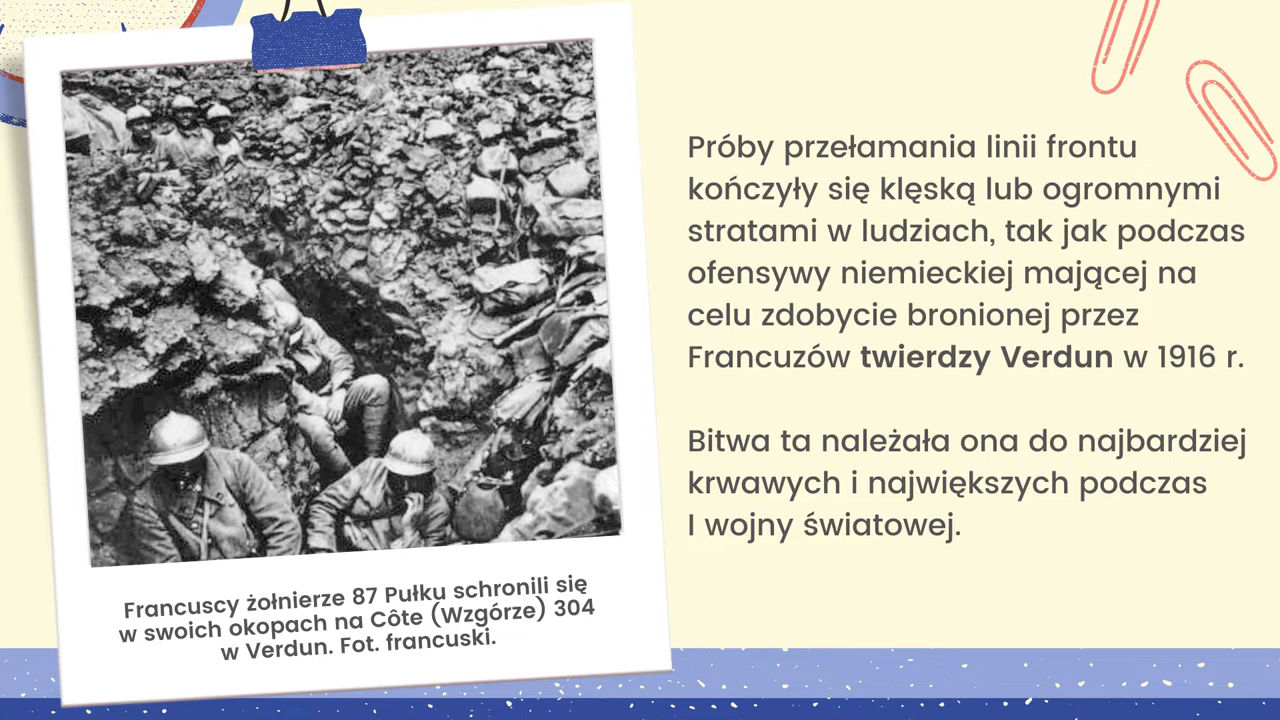 Próby przełamania linii frontu
kończyły się klęską lub ogromnymi
stratami w ludziach, tak jak podczas
ofensywy niemieckiej mającej na
celu zdobycie bronionej przez
Francuzów twierdzy Verdun w 1916 r.
Bitwa ta należała ona do najbardziej
krwawych i największych podczas
I wojny światowej.
Francuscy żołnierze 87 Pułku schronili się
w swoich okopach na Côte (Wzgórze) 304
w Verdun. Fot. francuski.